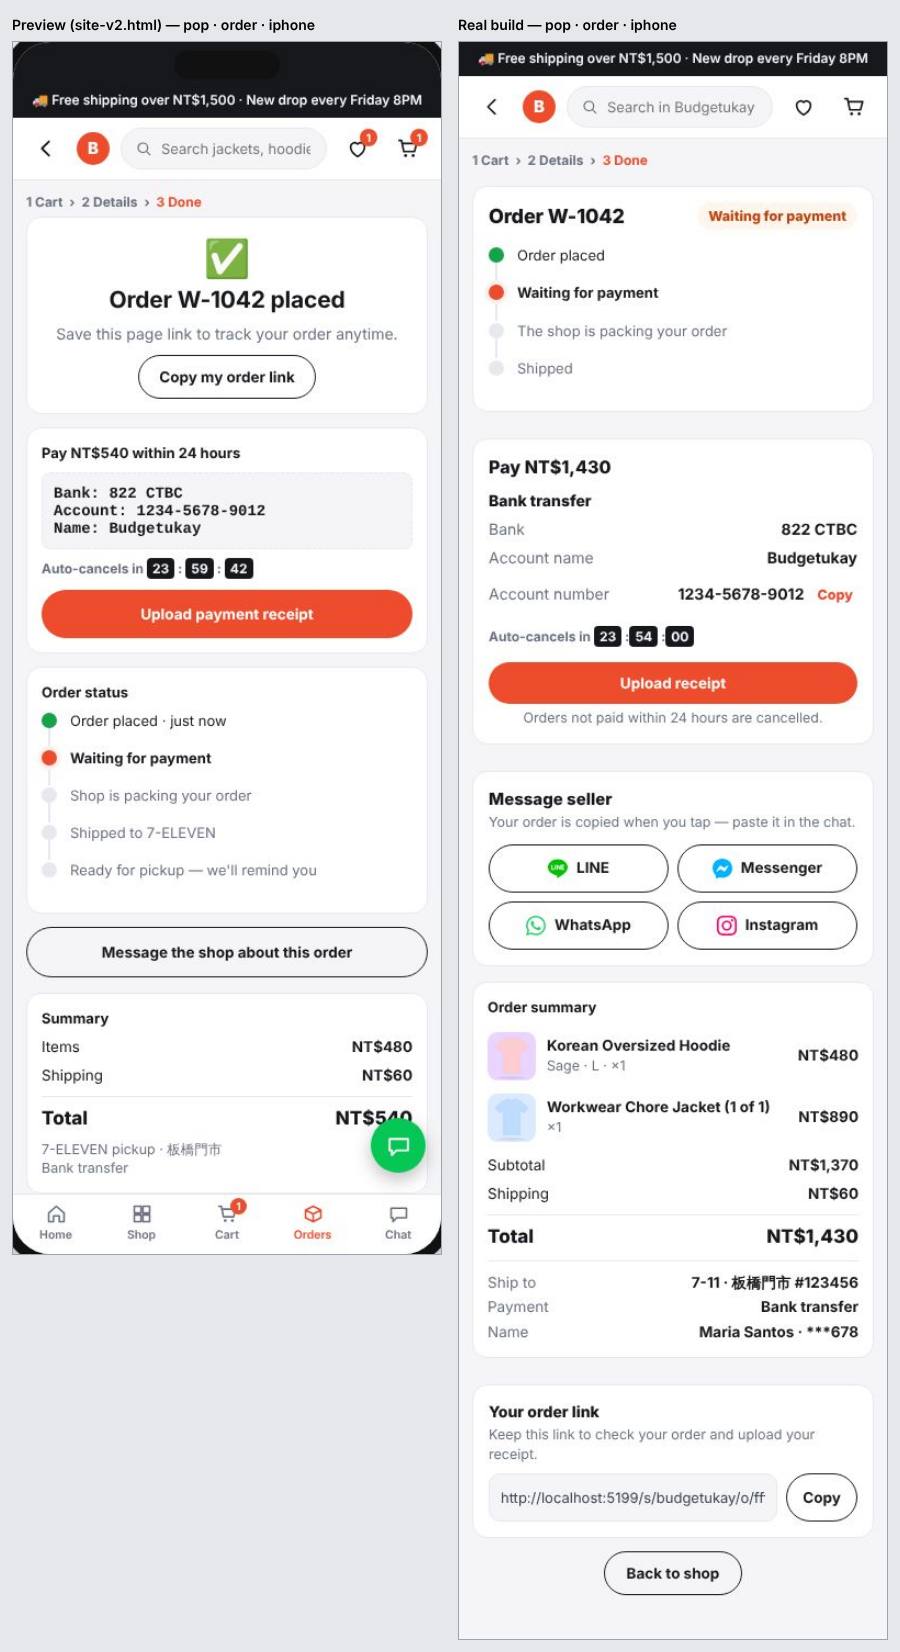 Preview (site-v2.html) — pop · order · iphone
🚚 Free shipping over NT$1,500 · New drop every Friday 8PM
B
Search jackets, hoodie
1
1
1 Cart › 2 Details › 3 Done
Order W-1042 placed
Save this page link to track your order anytime.
Copy my order link
Pay NT$540 within 24 hours
Bank: 822 CTBC
Account: 1234-5678-9012
Name: Budgetukay
Auto-cancels in 23 : 59 : 42
Upload payment receipt
Order status
Order placed · just now
Waiting for payment
Shop is packing your order
Shipped to 7-ELEVEN
Ready for pickup — we'll remind you
Message the shop about this order
Summary
Items NT$480
Shipping NT$60
Total NT$540
7-ELEVEN pickup · 板橋門市
Bank transfer
1
Home Shop Cart Orders Chat
Real build — pop · order · iphone
🚚 Free shipping over NT$1,500 · New drop every Friday 8PM
B
Search in Budgetukay
1 Cart › 2 Details › 3 Done
Order W-1042 Waiting for payment
Order placed
Waiting for payment
The shop is packing your order
Shipped
Pay NT$1,430
Bank transfer
Bank 822 CTBC
Account name Budgetukay
Account number 1234-5678-9012 Copy
Auto-cancels in 23 : 54 : 00
Upload receipt
Orders not paid within 24 hours are cancelled.
Message seller
Your order is copied when you tap — paste it in the chat.
LINE LINE
Messenger
WhatsApp
Instagram
Order summary
Korean Oversized Hoodie NT$480
Sage · L · ×1
Workwear Chore Jacket (1 of 1) NT$890
×1
Subtotal NT$1,370
Shipping NT$60
Total NT$1,430
Ship to 7-11 · 板橋門市 #123456
Payment Bank transfer
Name Maria Santos · ***678
Your order link
Keep this link to check your order and upload your
receipt.
http://localhost:5199/s/budgetukay/o/ff
Copy
Back to shop